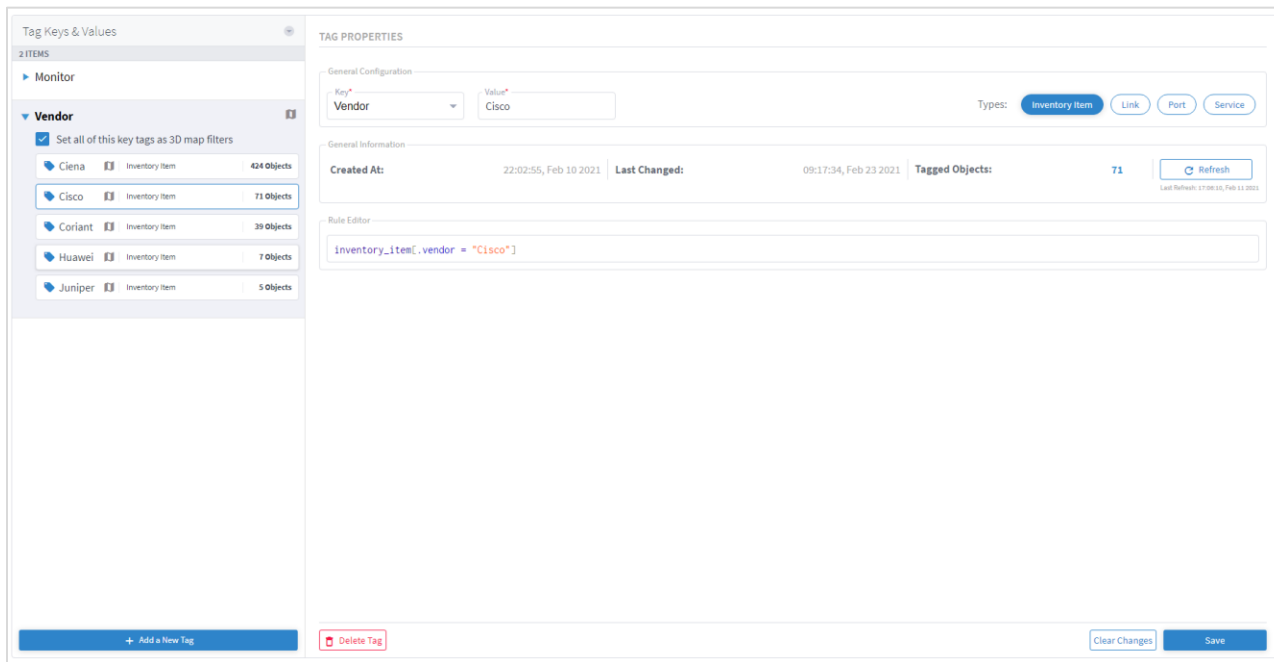 Tag Keys & Values
2 ITEMS
Monitor
Vendor
Set all of this key tags as 3D map filters
Ciena Inventory Item 424 Objects
Cisco Inventory Item 71 Objects
Coriant Inventory Item 39 Objects
Huawei Inventory Item 7 Objects
Juniper Inventory Item 5 Objects
+ Add a New Tag
TAG PROPERTIES
General Configuration
Key* Value*
Vendor Cisco Types: Inventory Item Link Port Service
General Information
Created At: 22:02:55, Feb 10 2021 Last Changed: 09:17:34, Feb 23 2021 Tagged Objects: 71 Refresh
Last Refresh: 17:06:10, Feb 11 2021
Rule Editor
inventory_item[.vendor = "Cisco"]
Delete Tag Clear Changes Save